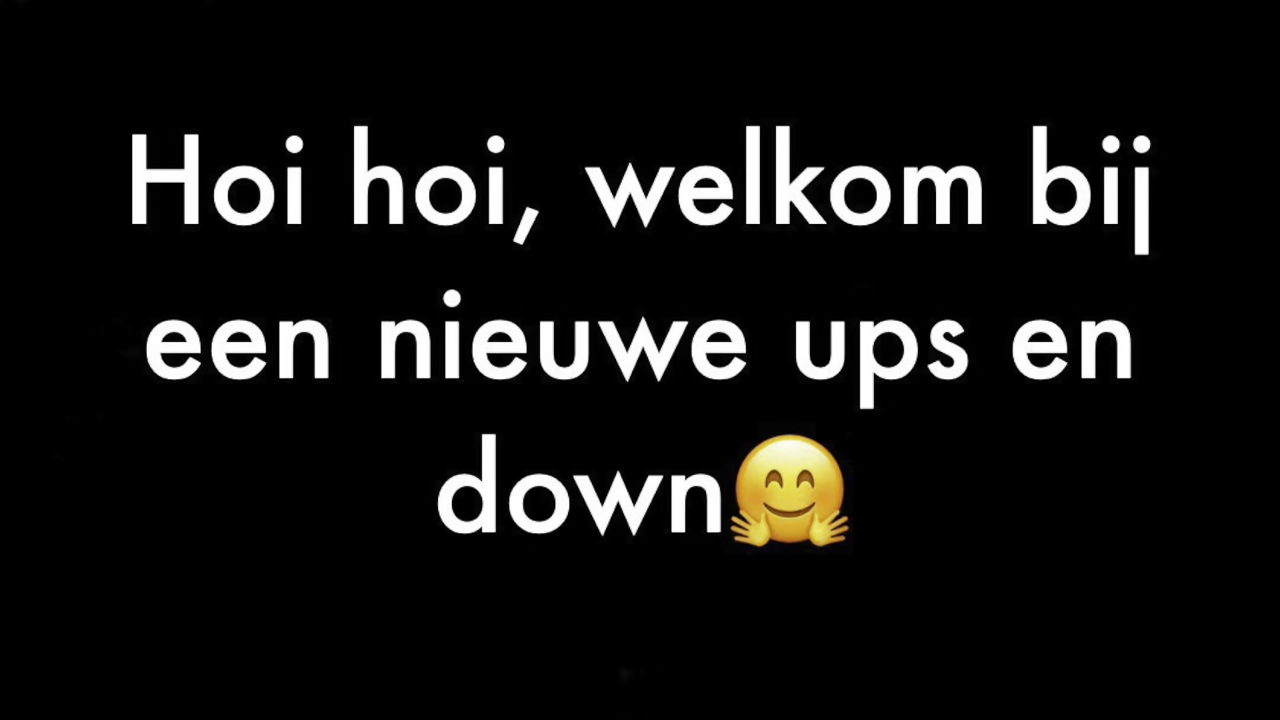 Hoi hoi, welkom bij
een nieuwe ups en
down🤗